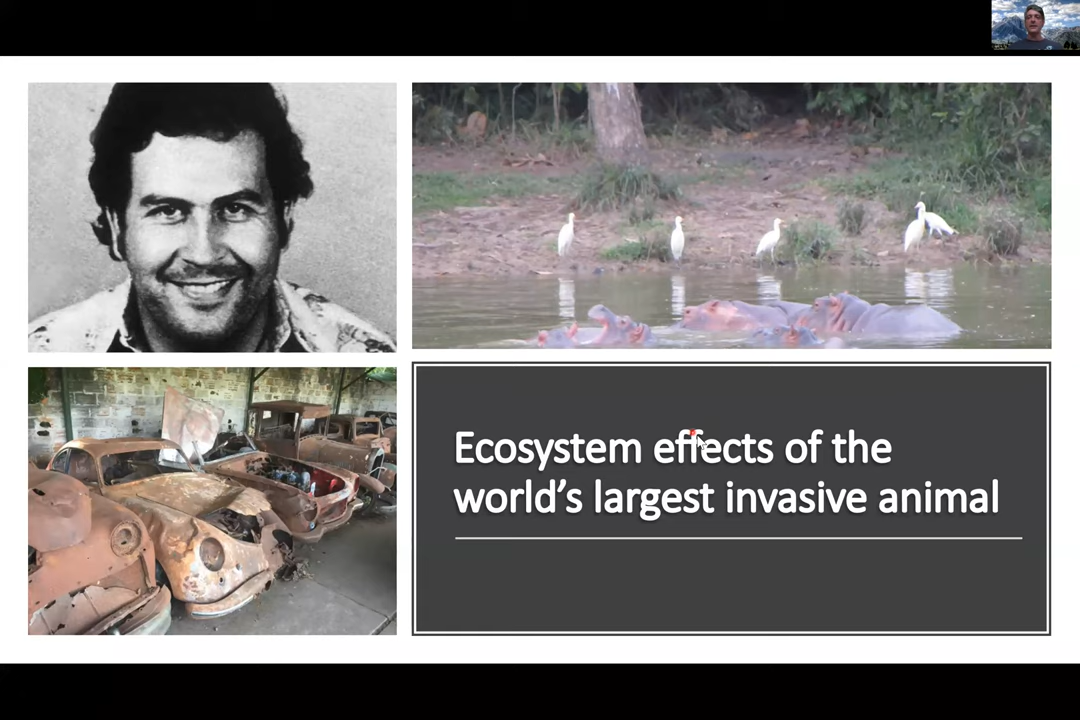 Ecosystem effects of the
world's largest invasive animal